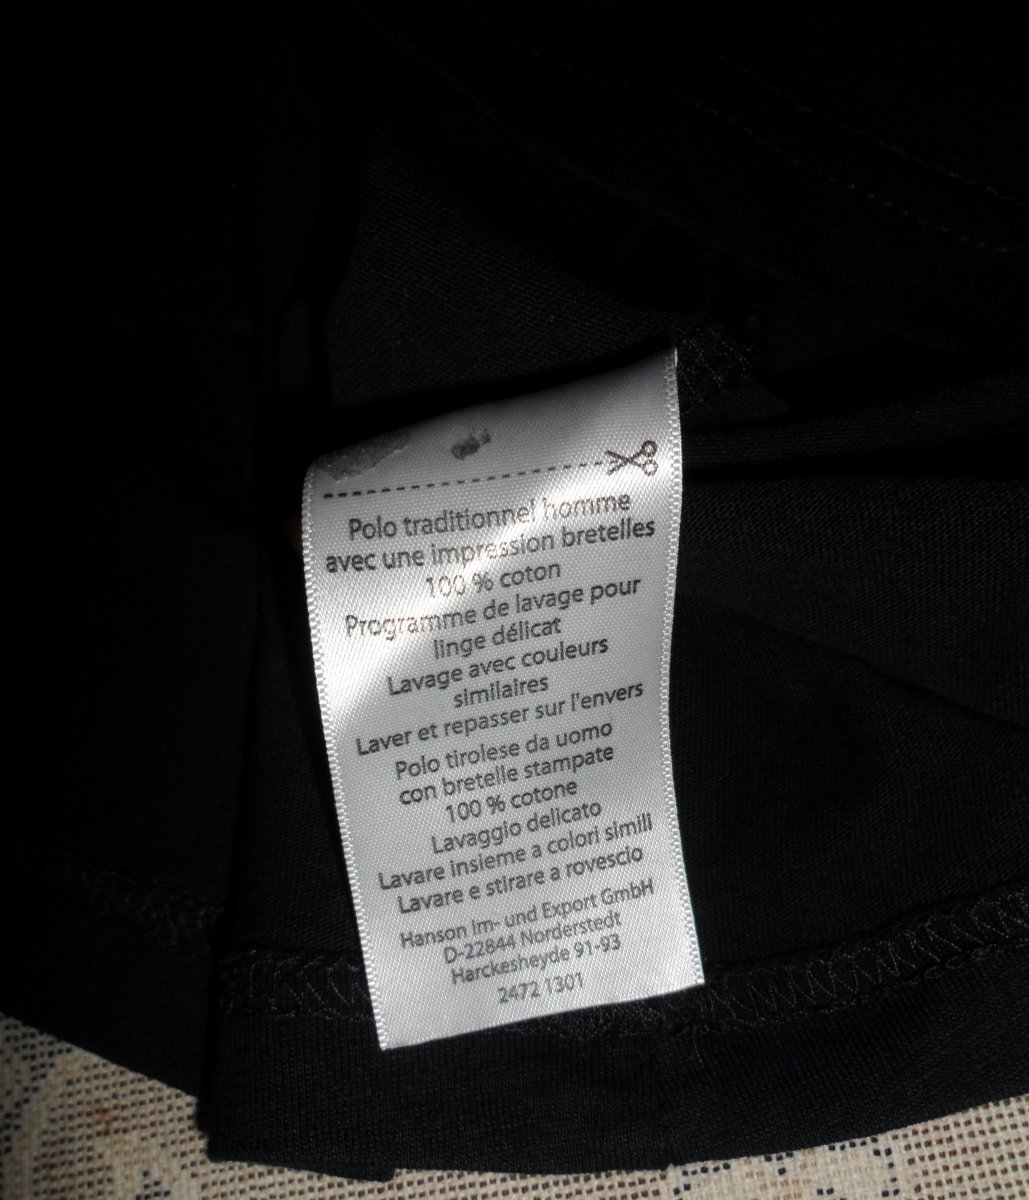 Polo traditionnel homme
avec une impression bretelles
100 % coton
Programme de lavage pour
linge délicat
Lavage avec couleurs
similaires
Laver et repasser sur l'envers
Polo tirolese da uomo
con bretelle stampate
100 % cotone
Lavaggio delicato
Lavare insieme a colori simili
Lavare e stirare a rovescio
Hanson Im- und Export GmbH
D-22844 Norderstedt
Harckesheyde 91-93
2472 1301